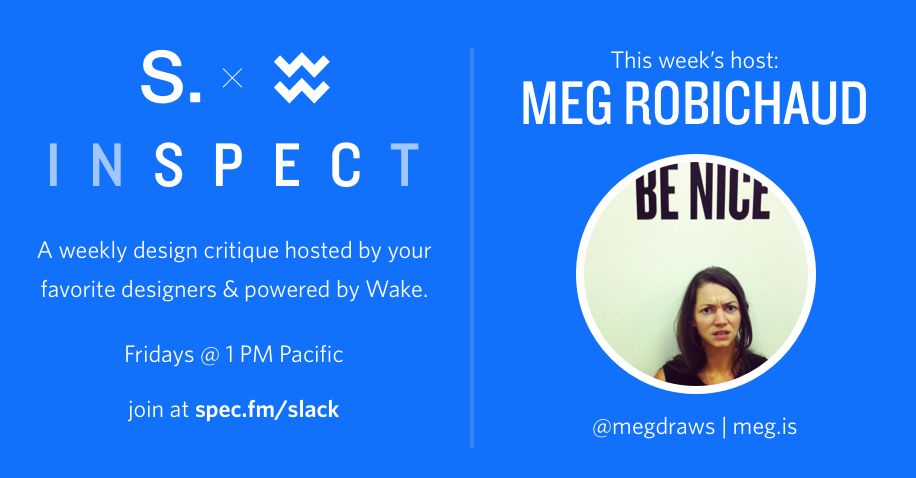 S. ×
INSPECT
A weekly design critique hosted by your
favorite designers & powered by Wake.
Fridays @ 1 PM Pacific
join at spec.fm/slack
This week’s host:
MEG ROBICHAUD
BE NICE
@megdraws | meg.is